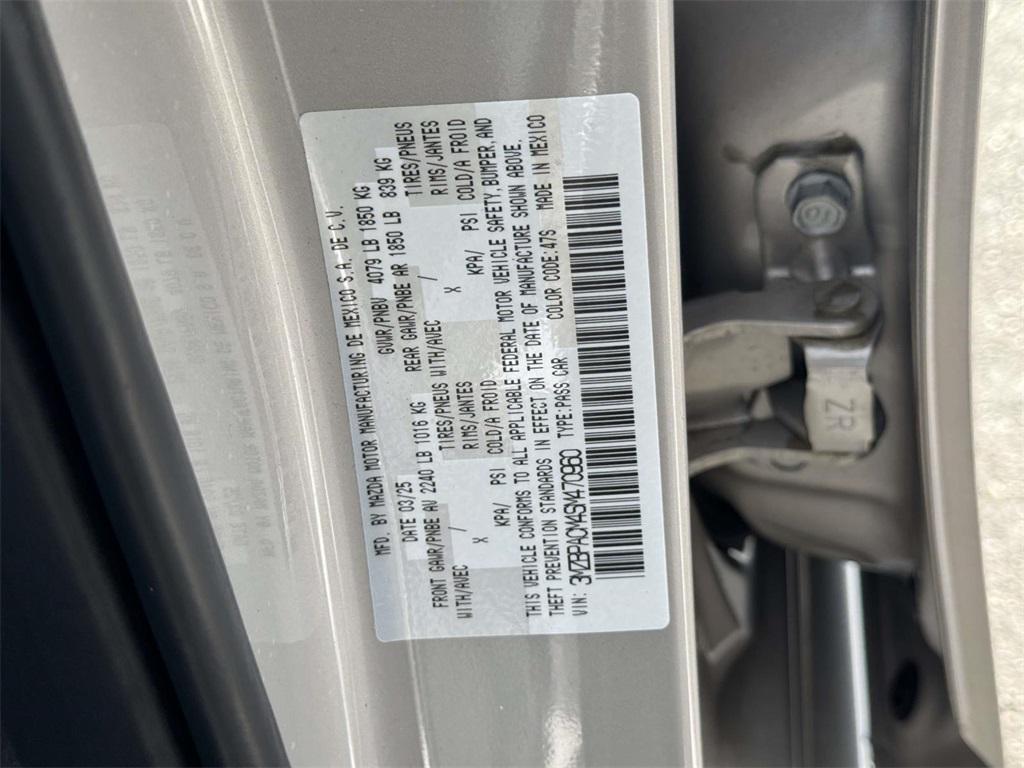 MFD. BY MAZDA MOTOR MANUFACTURING DE MEXICO S.A. DE C.V.
DATE 03/25 GVWR/PNBV 4079 LB 1850 KG
FRONT GAWR/PNBE AV 2240 LB 1016 KG REAR GAWR/PNBE AR 1850 LB 839 KG
WITH/AVEC / TIRES/PNEUS WITH/AVEC / TIRES/PNEUS
X RIMS/JANTES X RIMS/JANTES
KPA/ PSI COLD/A FROID KPA/ PSI COLD/A FROID
THIS VEHICLE CONFORMS TO ALL APPLICABLE FEDERAL MOTOR VEHICLE SAFETY, BUMPER, AND
THEFT PREVENTION STANDARDS IN EFFECT ON THE DATE OF MANUFACTURE SHOWN ABOVE.
VIN: 3MZBPACM4SM470960 TYPE:PASS.CAR COLOR CODE:47S MADE IN MEXICO
9
ZR